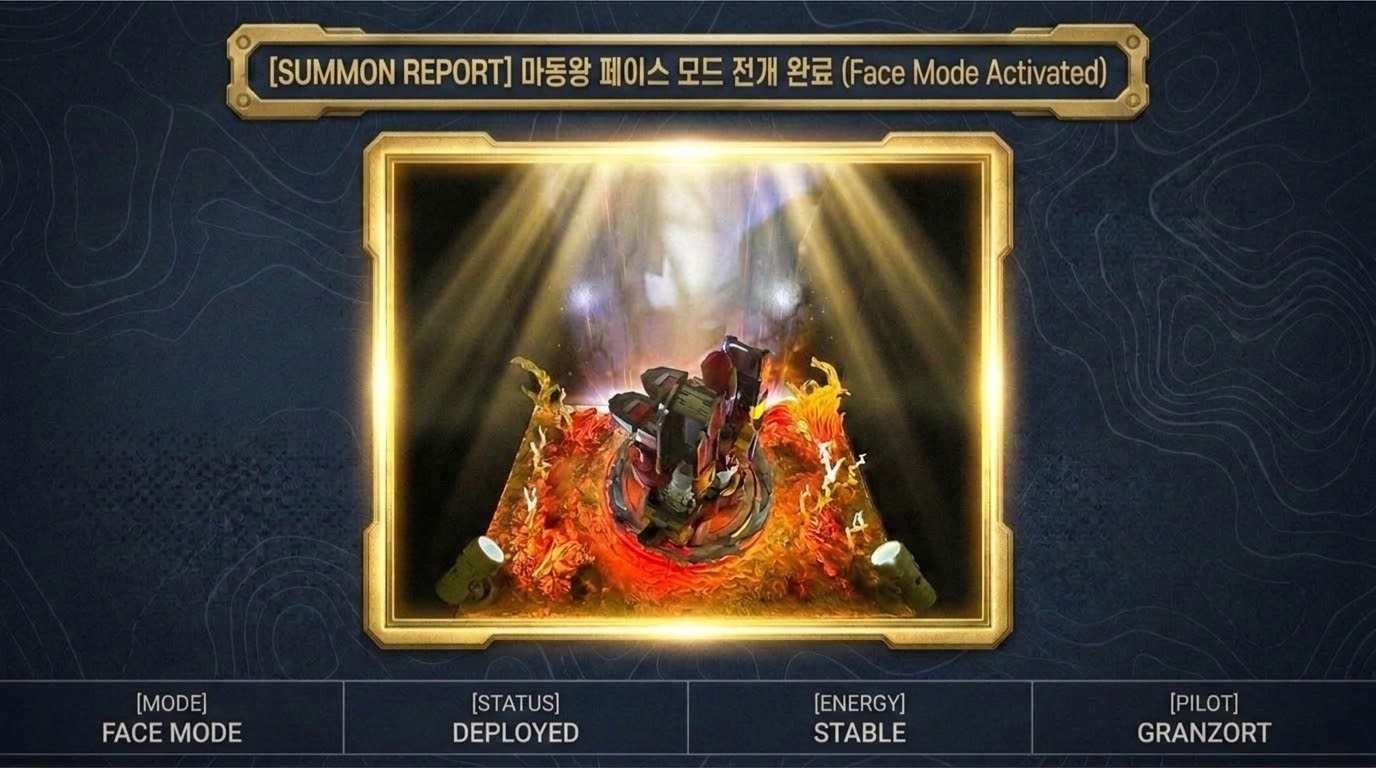 [SUMMON REPORT] 마동왕 페이스 모드 전개 완료 (Face Mode Activated)
[MODE]
FACE MODE
[STATUS]
DEPLOYED
[ENERGY]
STABLE
[PILOT]
GRANZORT